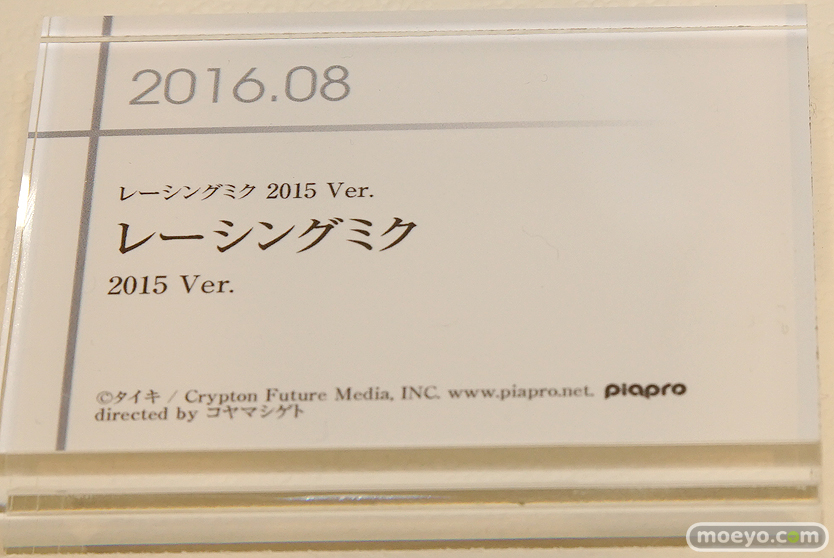 2016.08
レーシングミク 2015 Ver.
レーシングミク
2015 Ver.
©タイキ / Crypton Future Media, INC. www.piapro.net. piapro
directed by コヤマシゲト
moeyo.com